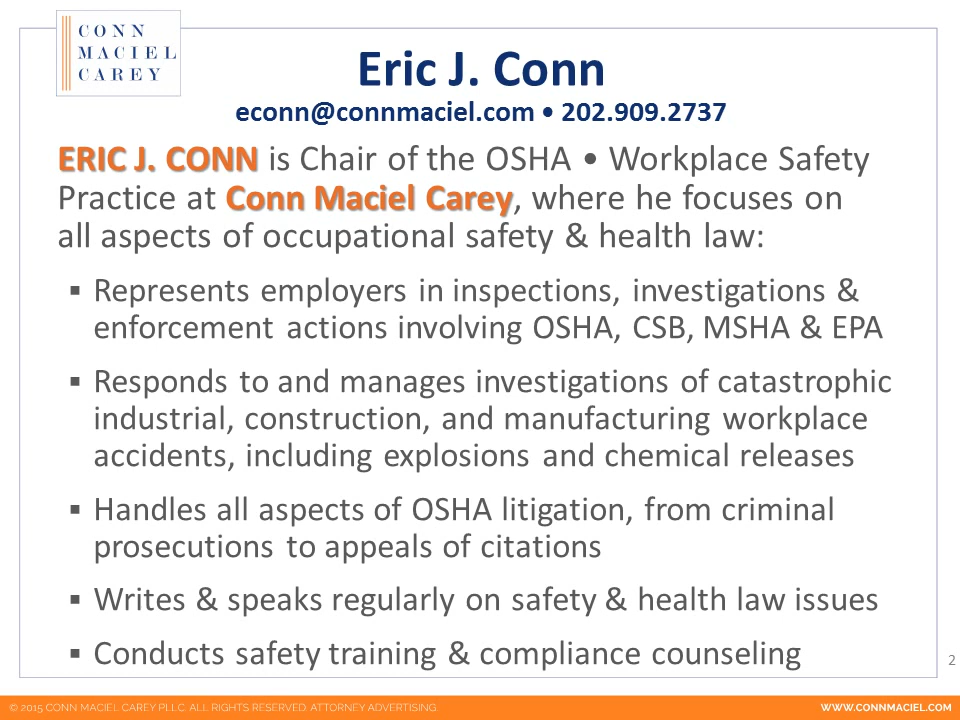 CONN
MACIEL
CAREY
Eric J. Conn
econn@connmaciel.com • 202.909.2737
ERIC J. CONN is Chair of the OSHA • Workplace Safety
Practice at Conn Maciel Carey, where he focuses on
all aspects of occupational safety & health law:
▪ Represents employers in inspections, investigations &
enforcement actions involving OSHA, CSB, MSHA & EPA
▪ Responds to and manages investigations of catastrophic
industrial, construction, and manufacturing workplace
accidents, including explosions and chemical releases
▪ Handles all aspects of OSHA litigation, from criminal
prosecutions to appeals of citations
▪ Writes & speaks regularly on safety & health law issues
▪ Conducts safety training & compliance counseling
2
© 2015 CONN MACIEL CAREY PLLC. ALL RIGHTS RESERVED. ATTORNEY ADVERTISING.
WWW.CONNMACIEL.COM